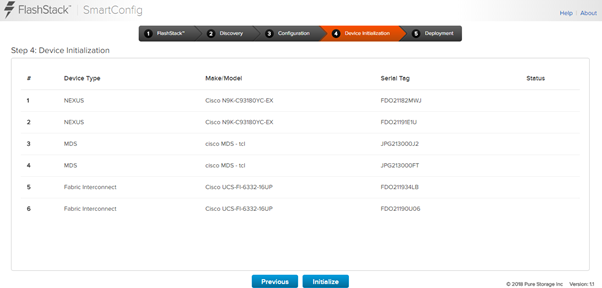 FlashStack™ SmartConfig
Help About
1 FlashStack™ 2 Discovery 3 Configuration 4 Device Initialization 5 Deployment
Step 4: Device Initialization
# Device Type Make/Model Serial Tag Status
1 NEXUS Cisco N9K-C93180YC-EX FDO21182MWJ
2 NEXUS Cisco N9K-C93180YC-EX FDO21191E1U
3 MDS cisco MDS - tcl JPG213000J2
4 MDS cisco MDS - tcl JPG213000FT
5 Fabric Interconnect Cisco UCS-FI-6332-16UP FDO211934LB
6 Fabric Interconnect Cisco UCS-FI-6332-16UP FDO21190U06
Previous Initialize
© 2018 Pure Storage Inc Version: 1.1